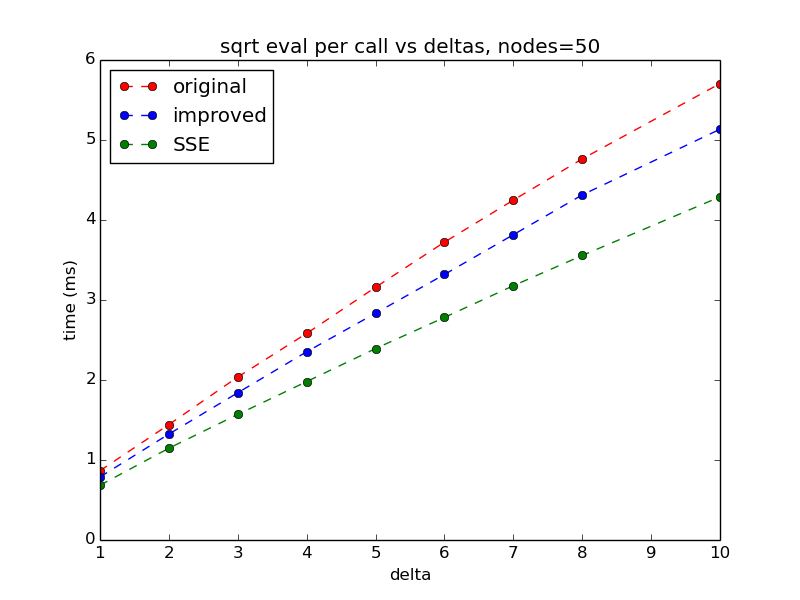 sqrt eval per call vs deltas, nodes=50
original
improved
SSE
6
5
4
3
2
1
0
time (ms)
1 2 3 4 5 6 7 8 9 10
delta